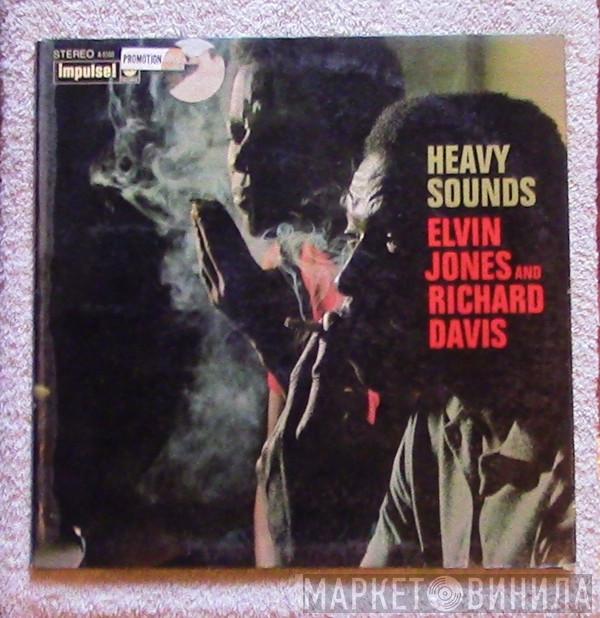 STEREO
PROMOTION
impulse!
HEAVY
SOUNDS
ELVIN
JONES AND
RICHARD
DAVIS
МАРКЕТ ВИНИЛА